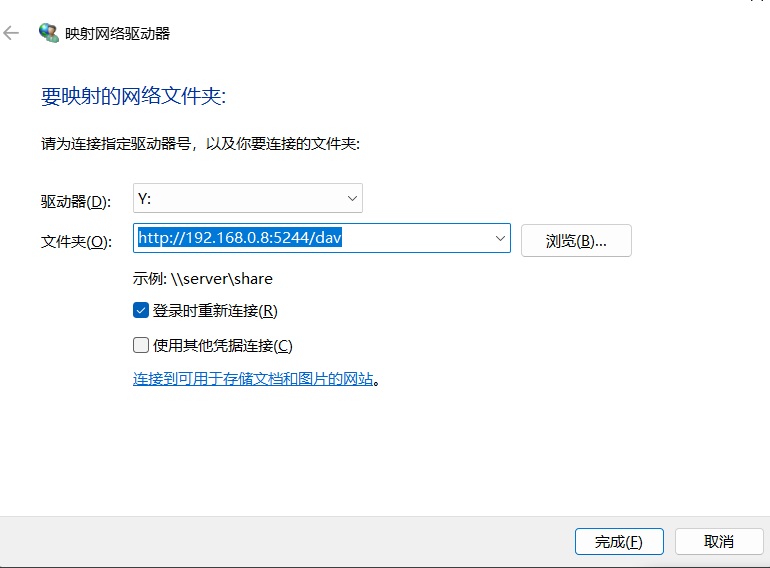 映射网络驱动器
要映射的网络文件夹:
请为连接指定驱动器号，以及你要连接的文件夹:
驱动器(D): Y:
文件夹(O): http://192.168.0.8:5244/dav 浏览(B)...
示例: \\server\share
登录时重新连接(R)
使用其他凭据连接(C)
连接到可用于存储文档和图片的网站。
完成(F) 取消